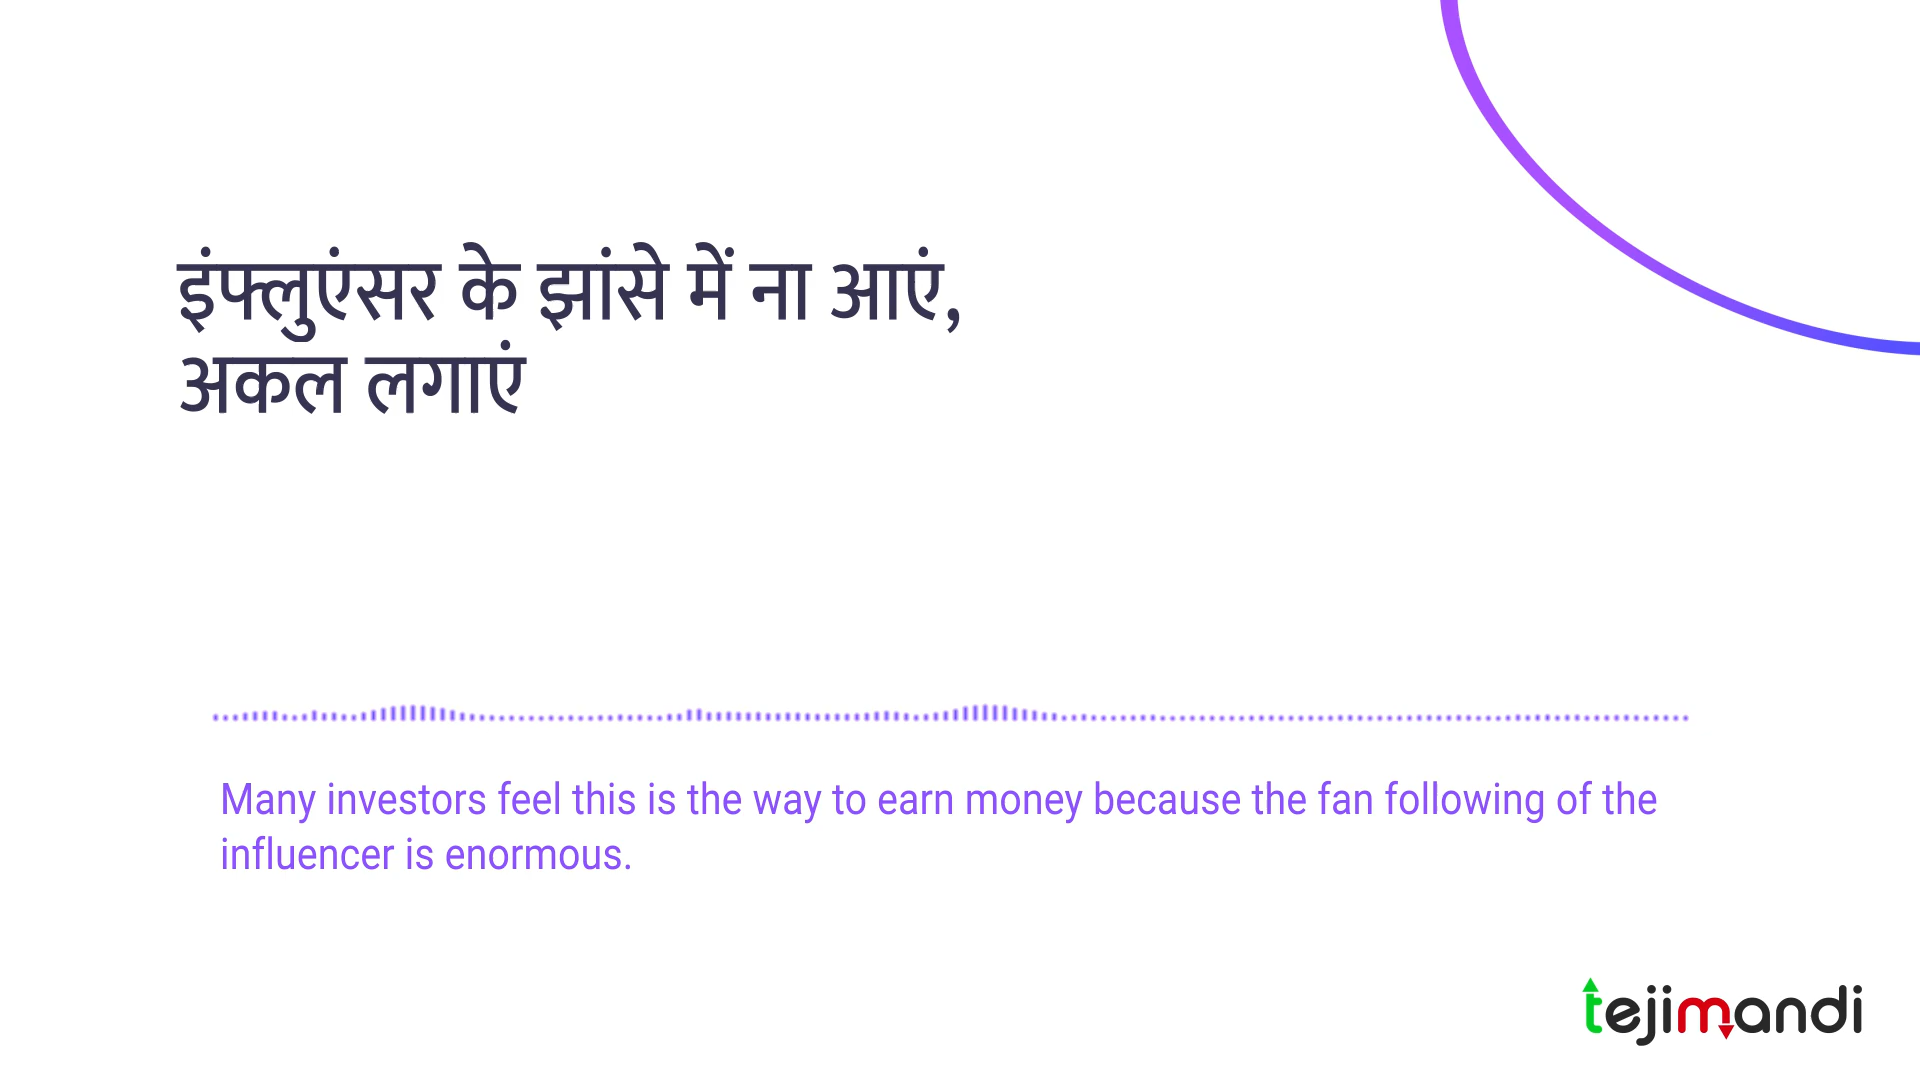 इंफ्लुएंसर के झांसे में ना आएं,
अकल लगाएं
Many investors feel this is the way to earn money because the fan following of the
influencer is enormous.
tejimandi